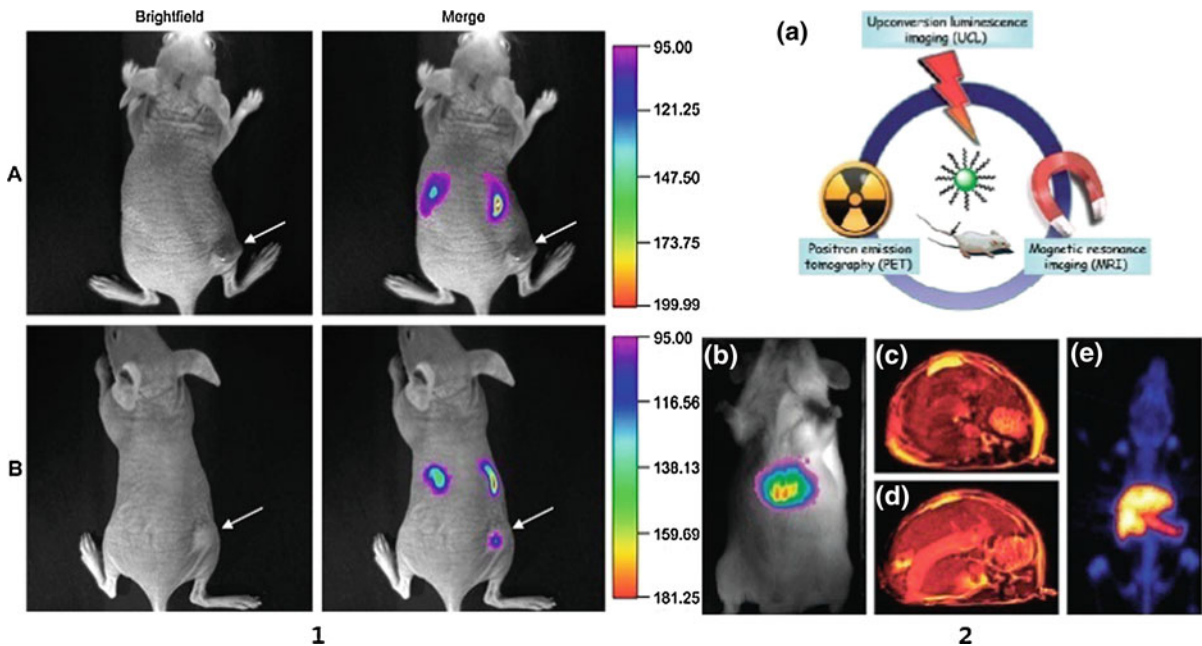 Brightfield
Merge
A
95.00
121.25
147.50
173.75
199.99
B
95.00
116.56
138.13
159.69
181.25
1
(a)
Upconversion luminescence
imaging (UCL)
Positron emission
tomography (PET)
Magnetic resonance
imaging (MRI)
(b)
(c)
(d)
(e)
2